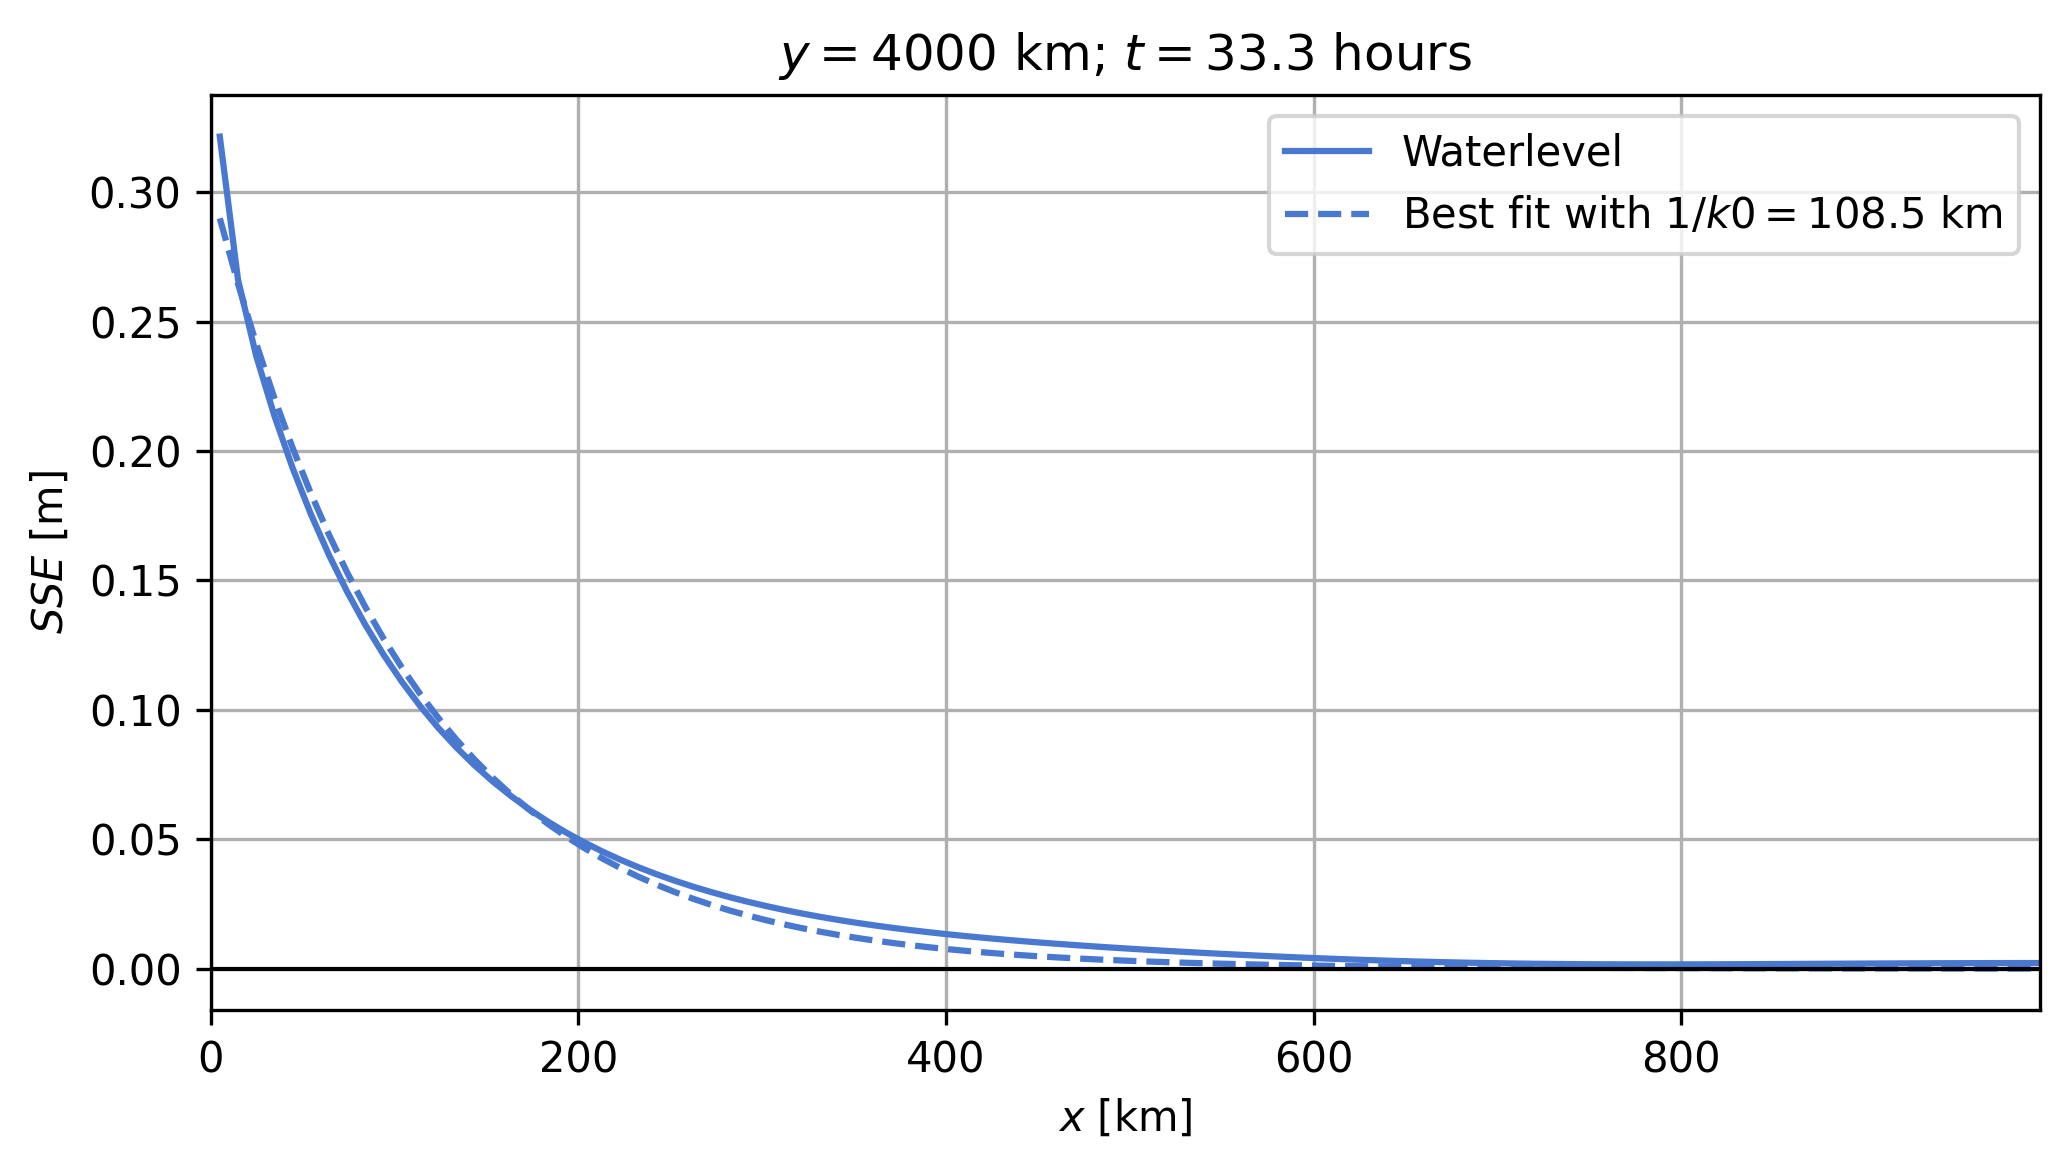 y = 4000 km; t = 33.3 hours
Waterlevel
Best fit with 1/k0 = 108.5 km
SSE [m]
0.30
0.25
0.20
0.15
0.10
0.05
0.00
0 200 400 600 800
x [km]